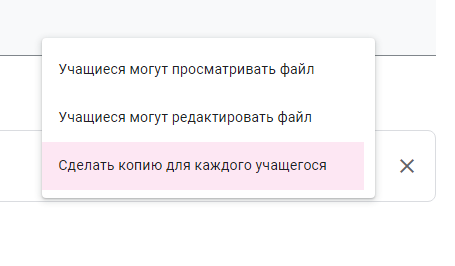 Учащиеся могут просматривать файл
Учащиеся могут редактировать файл
Сделать копию для каждого учащегося